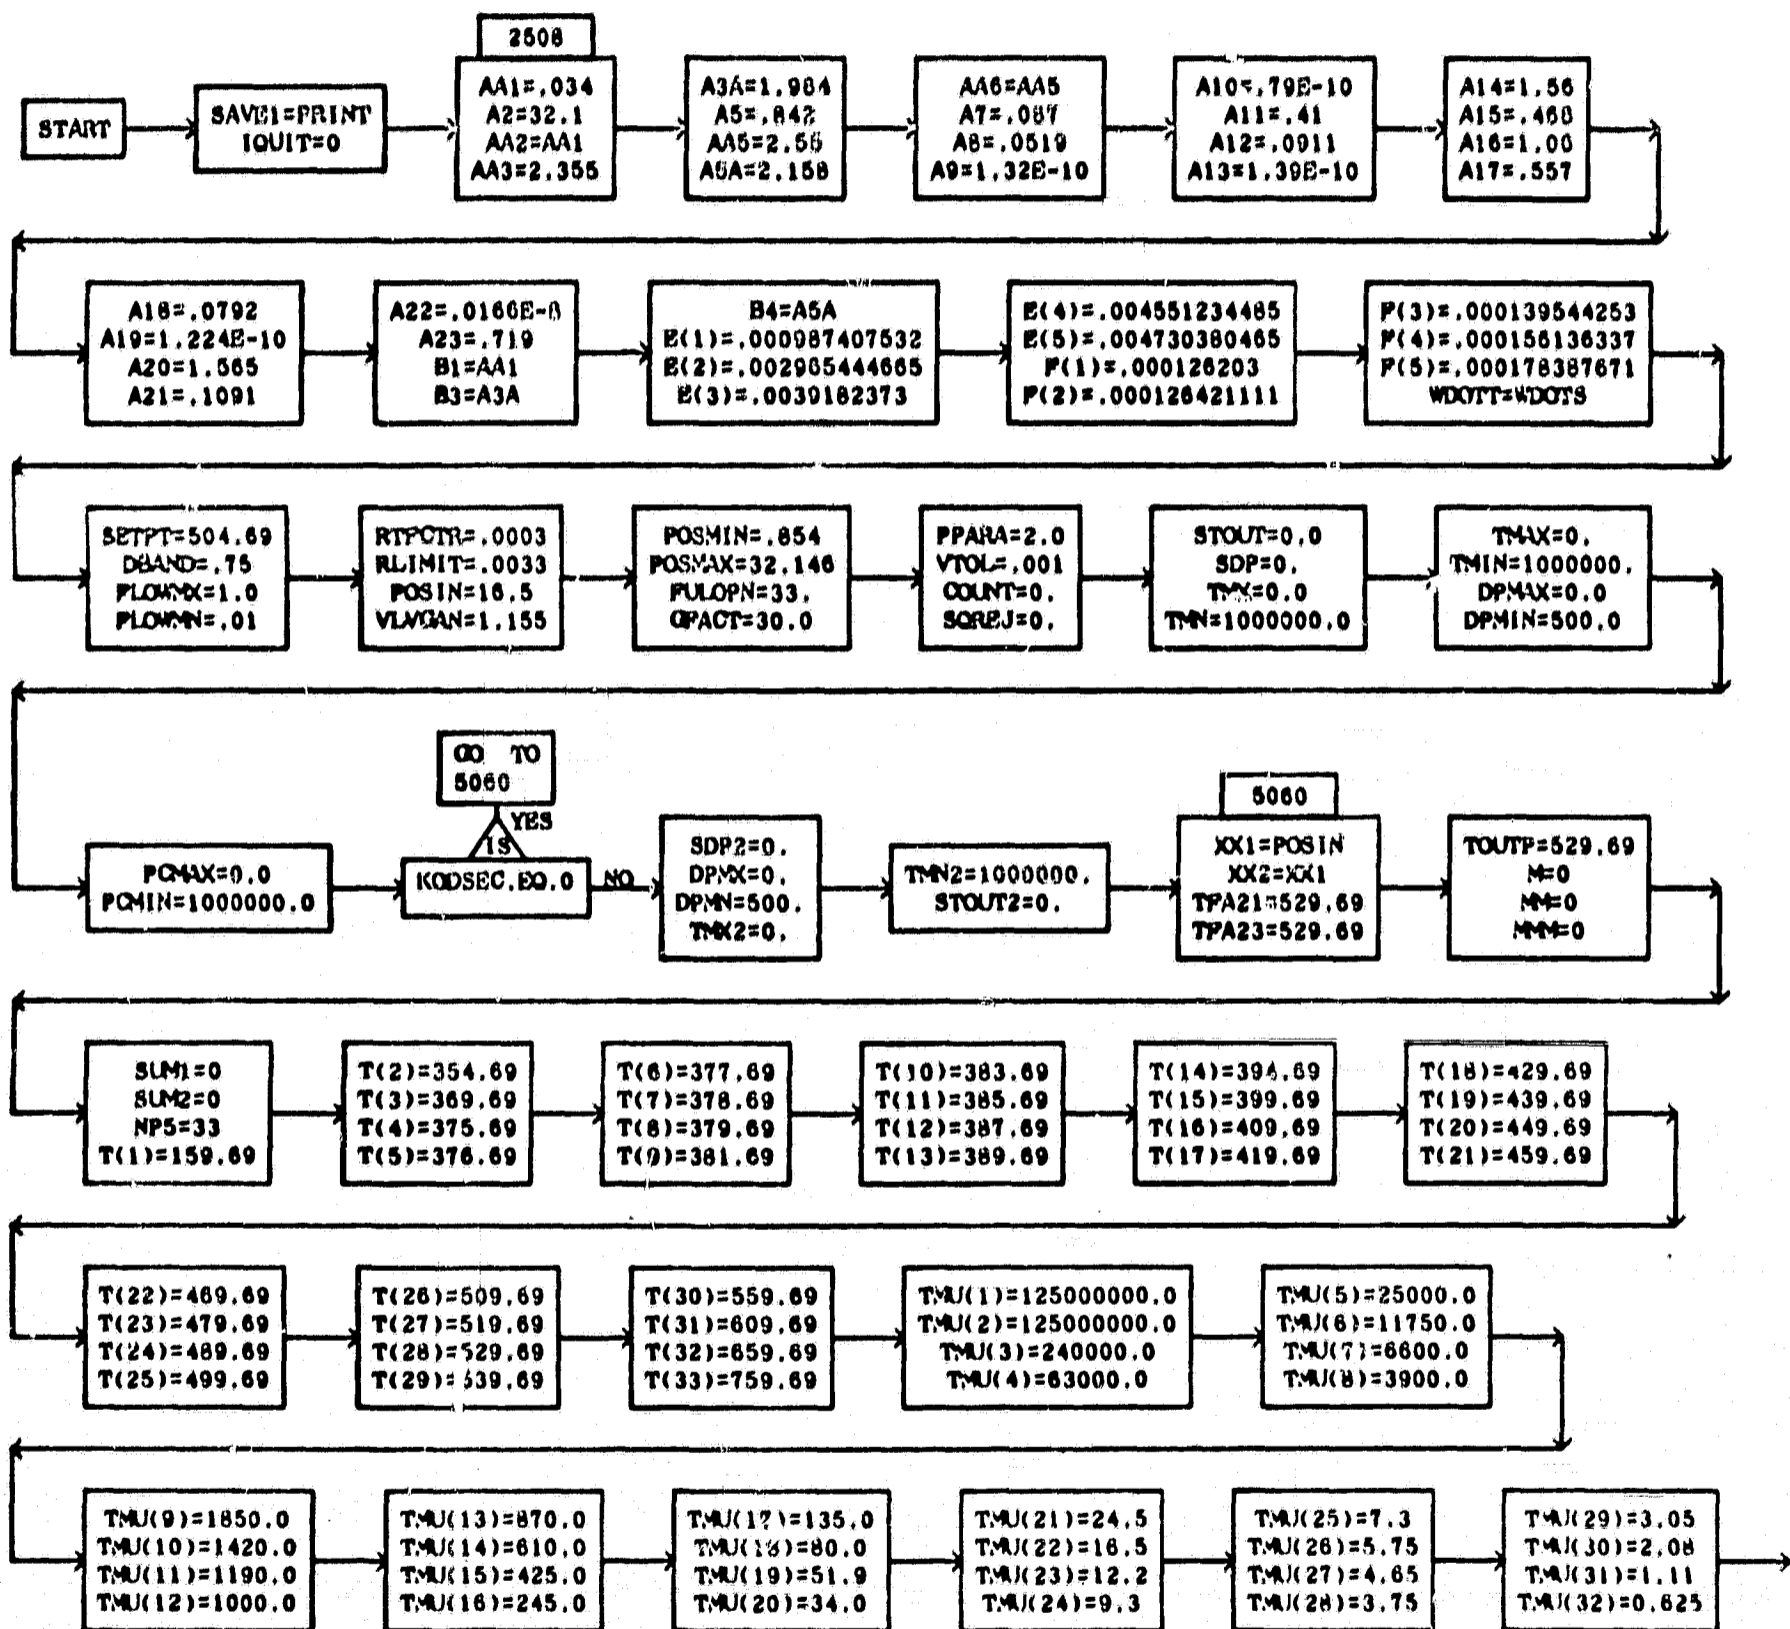 START
SAVE1=PRINT
IQUIT=0
2508
AA1=.034
A2=32.1
AA2=AA1
AA3=2.355
A3A=1.984
A5=.842
AA5=2.55
A5A=2.158
AA6=AA5
A7=.087
A8=.0519
A9=1.32E-10
A10=.79E-10
A11=.41
A12=.0911
A13=1.39E-10
A14=1.56
A15=.468
A16=1.06
A17=.557
A18=.0792
A19=1.224E-10
A20=1.565
A21=.1091
A22=.0166E-8
A23=.719
B1=AA1
B3=A3A
B4=A5A
E(1)=.000987407532
E(2)=.002965444665
E(3)=.0039182373
E(4)=.004551234485
E(5)=.004730380465
F(1)=.000126203
F(2)=.000126421111
F(3)=.000139544253
F(4)=.000156136337
F(5)=.000178387671
WDOTT=WDOTS
SETPT=504.69
DBAND=.75
FLOWMX=1.0
FLOWMN=.01
RTFCTR=.0003
RLIMIT=.0033
POSIN=16.5
VLVGAN=1.155
POSMIN=.854
POSMAX=32.146
FULOPN=33.
GFACT=30.0
PPARA=2.0
VTOL=.001
COUNT=0.
SQREJ=0.
STOUT=0.0
SDP=0.
TMX=0.0
TMN=1000000.0
TMAX=0.
TMIN=1000000.
DPMAX=0.0
DPMIN=500.0
PCMAX=0.0
PCMIN=1000000.0
GO TO
5060
YES
IS
KODSEC.EQ.0
NO
SDP2=0.
DPMX=0.
DPMN=500.
TMX2=0.
TMN2=1000000.
STOUT2=0.
5060
XX1=POSIN
XX2=XX1
TFA21=529.69
TFA23=529.69
TOUTP=529.69
M=0
MM=0
MMM=0
SUM1=0
SUM2=0
NP5=33
T(1)=159.69
T(2)=354.69
T(3)=369.69
T(4)=375.69
T(5)=376.69
T(6)=377.69
T(7)=378.69
T(8)=379.69
T(9)=381.69
T(10)=383.69
T(11)=385.69
T(12)=387.69
T(13)=389.69
T(14)=394.69
T(15)=399.69
T(16)=409.69
T(17)=419.69
T(18)=429.69
T(19)=439.69
T(20)=449.69
T(21)=459.69
T(22)=469.69
T(23)=479.69
T(24)=489.69
T(25)=499.69
T(26)=509.69
T(27)=519.69
T(28)=529.69
T(29)=539.69
T(30)=559.69
T(31)=609.69
T(32)=659.69
T(33)=759.69
TMU(1)=125000000.0
TMU(2)=125000000.0
TMU(3)=240000.0
TMU(4)=63000.0
TMU(5)=25000.0
TMU(6)=11750.0
TMU(7)=6600.0
TMU(8)=3900.0
TMU(9)=1850.0
TMU(10)=1420.0
TMU(11)=1190.0
TMU(12)=1000.0
TMU(13)=870.0
TMU(14)=610.0
TMU(15)=425.0
TMU(16)=245.0
TMU(17)=135.0
TMU(18)=80.0
TMU(19)=51.9
TMU(20)=34.0
TMU(21)=24.5
TMU(22)=16.5
TMU(23)=12.2
TMU(24)=9.3
TMU(25)=7.3
TMU(26)=5.75
TMU(27)=4.65
TMU(28)=3.75
TMU(29)=3.05
TMU(30)=2.08
TMU(31)=1.11
TMU(32)=0.625